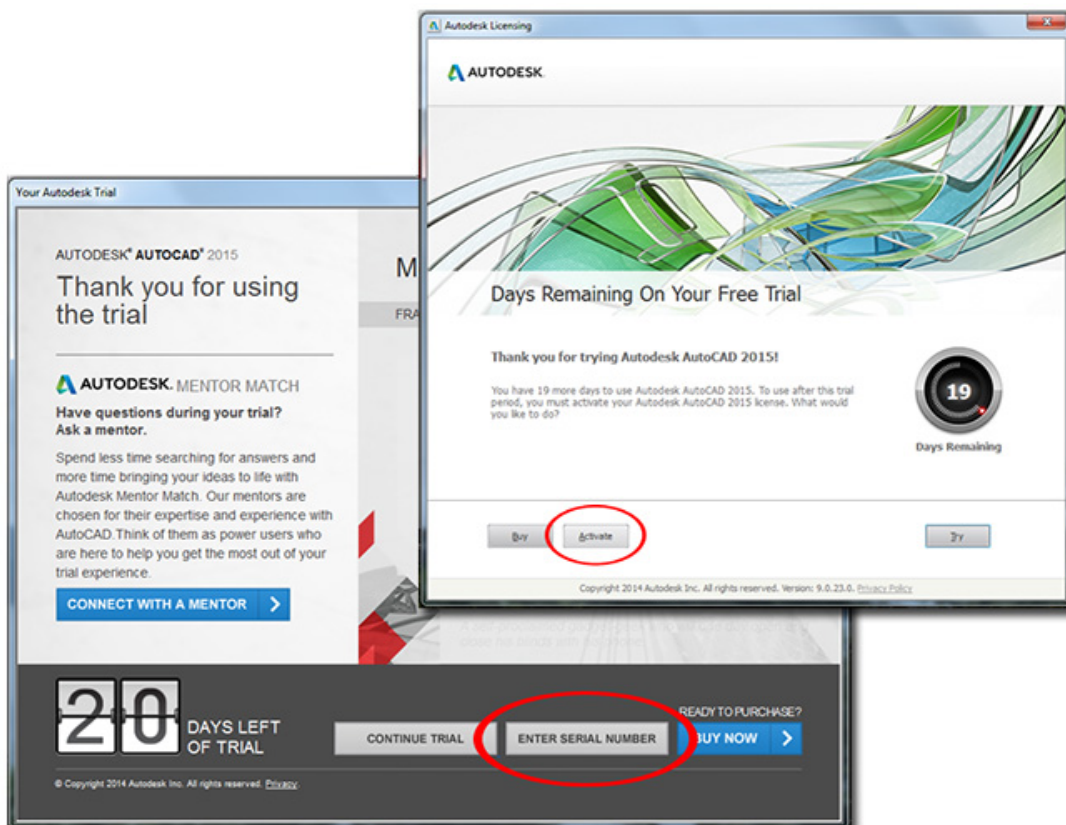 Autodesk Licensing
AUTODESK.
Days Remaining On Your Free Trial
Thank you for trying Autodesk AutoCAD 2015!
You have 19 more days to use Autodesk AutoCAD 2015. To use after this trial
period, you must activate your Autodesk AutoCAD 2015 license. What would
you like to do?
19
Days Remaining
Buy
Activate
Try
Copyright 2014 Autodesk Inc. All rights reserved. Version: 9.0.23.0. Privacy Policy
Your Autodesk Trial
AUTODESK® AUTOCAD® 2015
Thank you for using
the trial
AUTODESK. MENTOR MATCH
Have questions during your trial?
Ask a mentor.
Spend less time searching for answers and
more time bringing your ideas to life with
Autodesk Mentor Match. Our mentors are
chosen for their expertise and experience with
AutoCAD.Think of them as power users who
are here to help you get the most out of your
trial experience.
CONNECT WITH A MENTOR
M
FRA
20
DAYS LEFT
OF TRIAL
CONTINUE TRIAL
ENTER SERIAL NUMBER
READY TO PURCHASE?
BUY NOW
© Copyright 2014 Autodesk Inc. All rights reserved. Privacy.